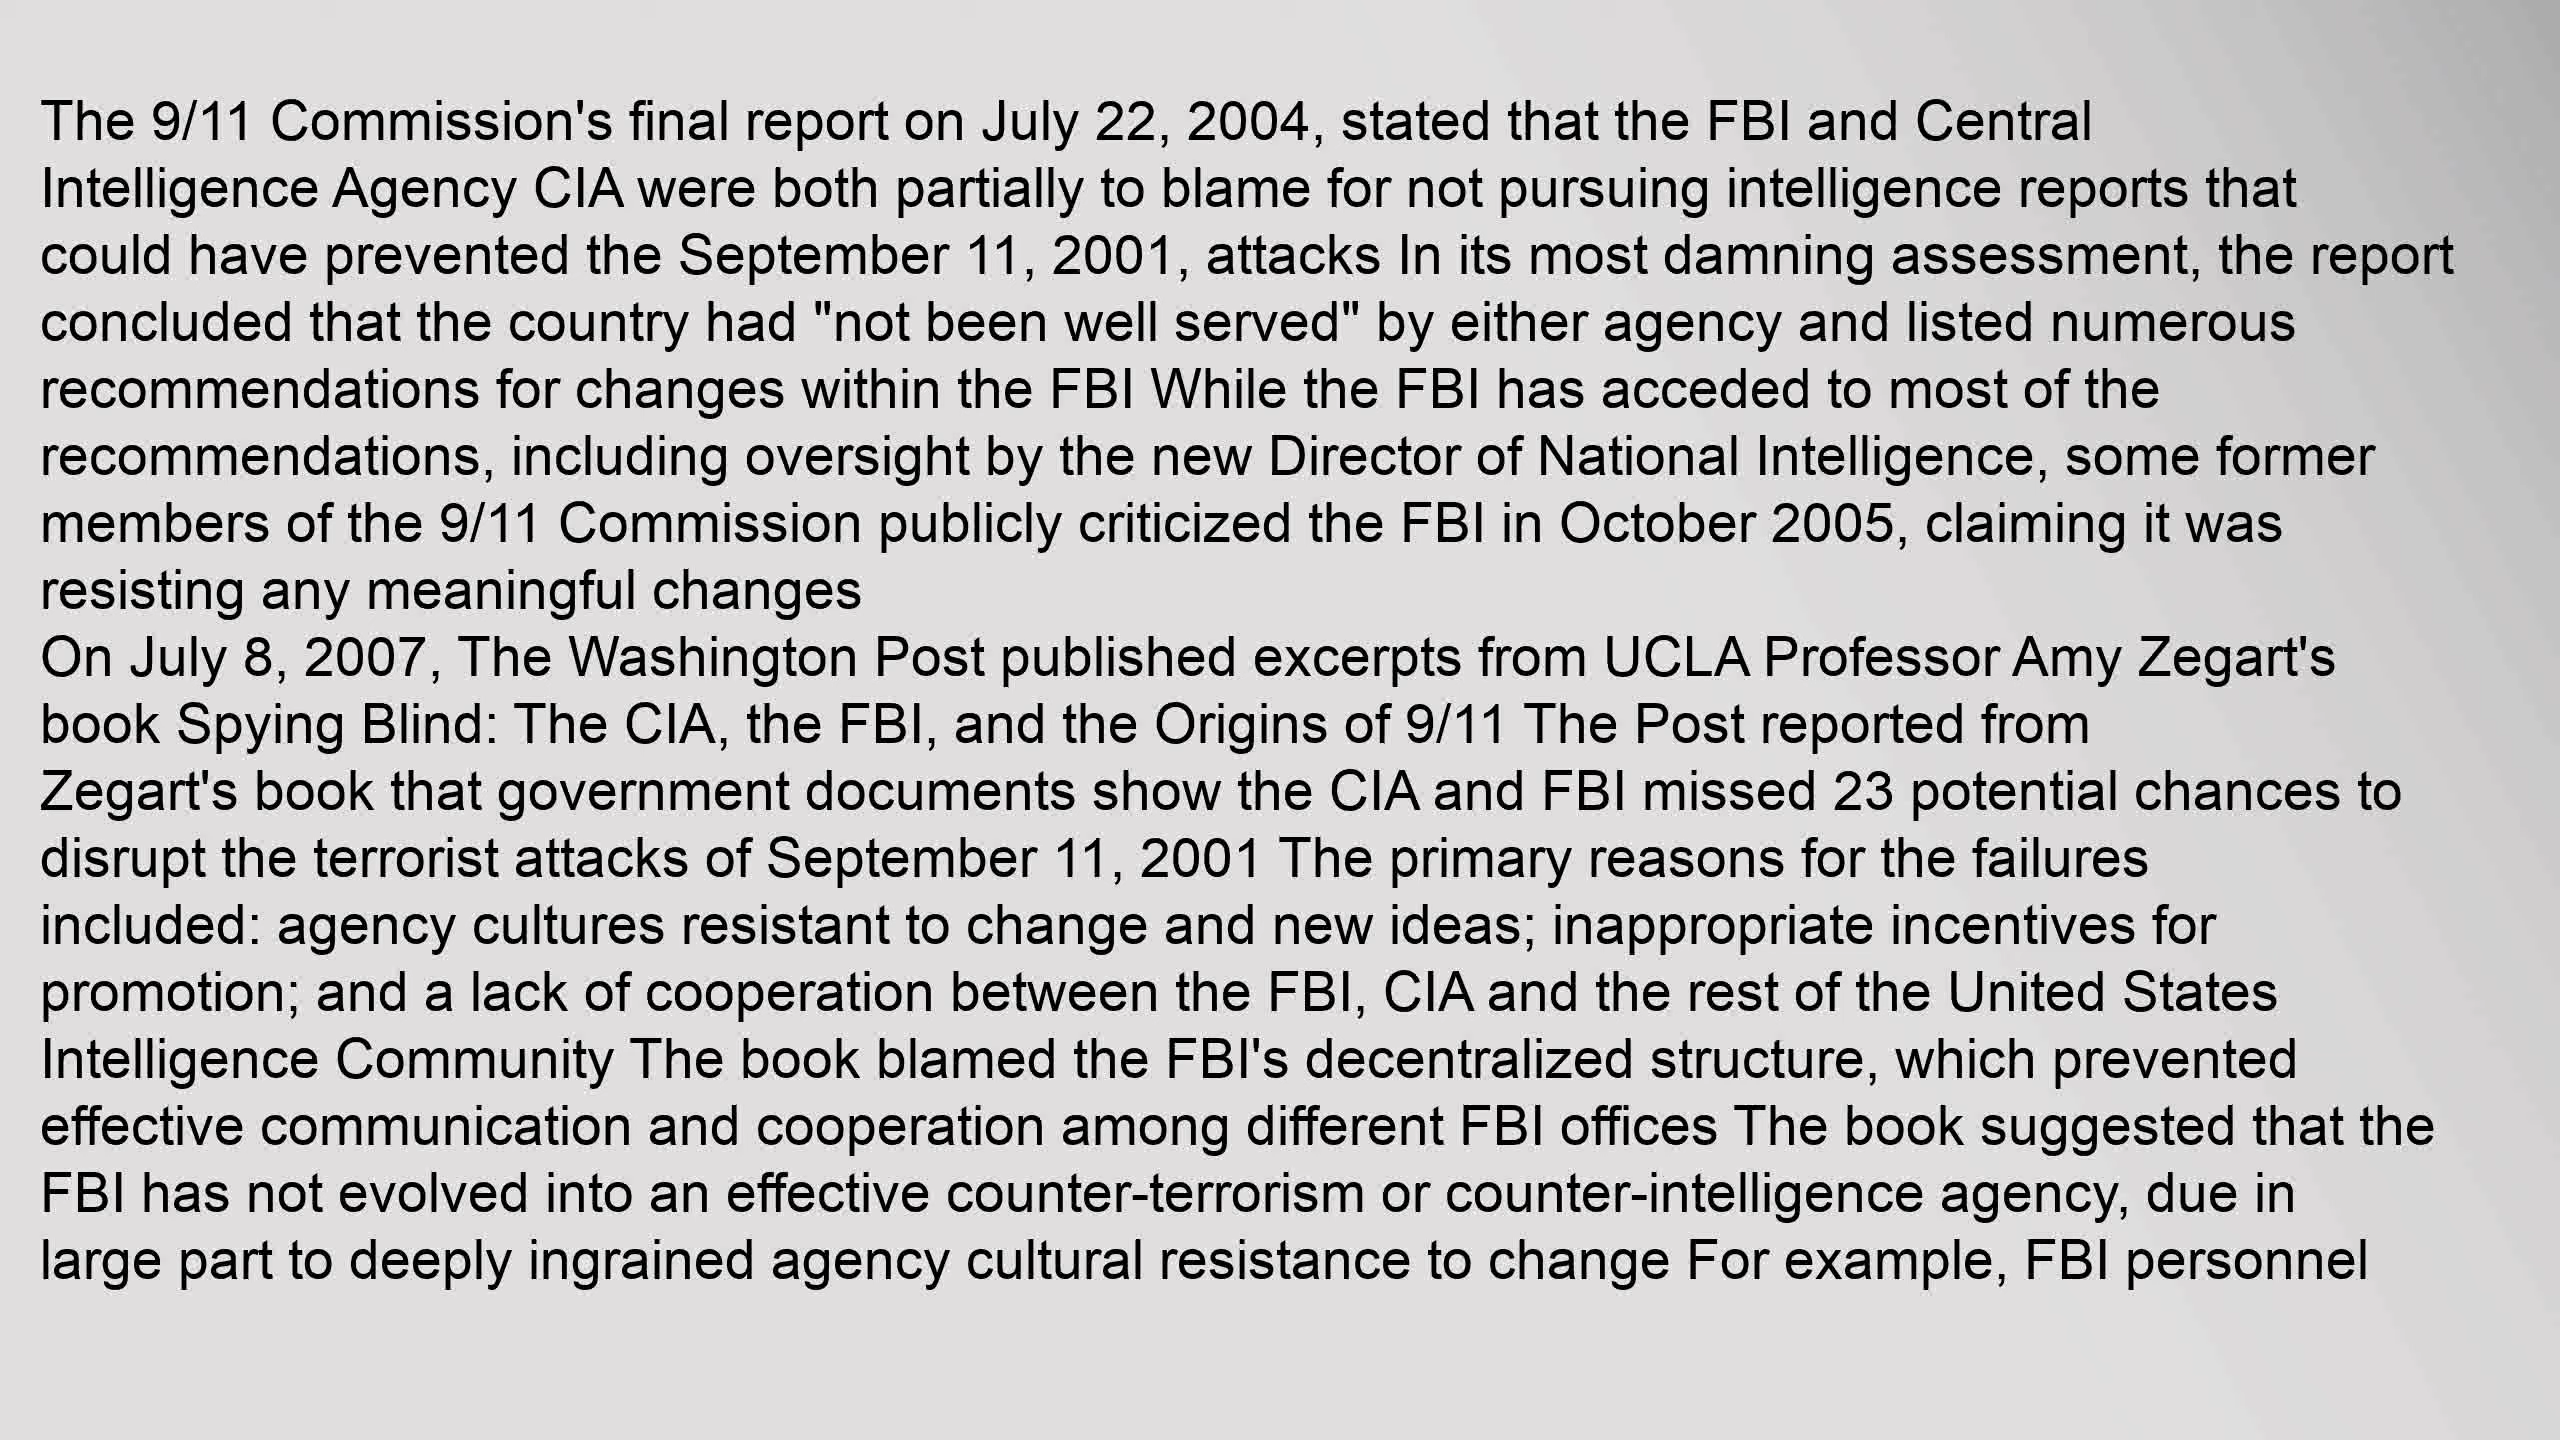 The 9/11 Commission's final report on July 22, 2004, stated that the FBI and Central
Intelligence Agency CIA were both partially to blame for not pursuing intelligence reports that
could have prevented the September 11, 2001, attacks In its most damning assessment, the report
concluded that the country had "not been well served" by either agency and listed numerous
recommendations for changes within the FBI While the FBI has acceded to most of the
recommendations, including oversight by the new Director of National Intelligence, some former
members of the 9/11 Commission publicly criticized the FBI in October 2005, claiming it was
resisting any meaningful changes
On July 8, 2007, The Washington Post published excerpts from UCLA Professor Amy Zegart's
book Spying Blind: The CIA, the FBI, and the Origins of 9/11 The Post reported from
Zegart's book that government documents show the CIA and FBI missed 23 potential chances to
disrupt the terrorist attacks of September 11, 2001 The primary reasons for the failures
included: agency cultures resistant to change and new ideas; inappropriate incentives for
promotion; and a lack of cooperation between the FBI, CIA and the rest of the United States
Intelligence Community The book blamed the FBI's decentralized structure, which prevented
effective communication and cooperation among different FBI offices The book suggested that the
FBI has not evolved into an effective counter-terrorism or counter-intelligence agency, due in
large part to deeply ingrained agency cultural resistance to change For example, FBI personnel